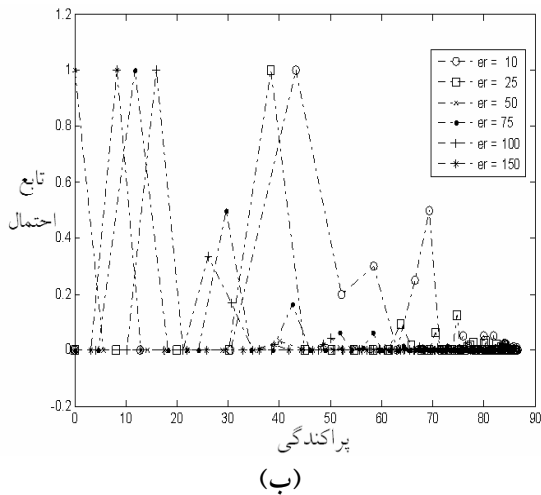 1.2
1
0.8
0.6
0.4
0.2
0
-0.2
0 10 20 30 40 50 60 70 80 90
تابع
احتمال
er = 10
er = 25
er = 50
er = 75
er = 100
er = 150
پراکندگی
(ب)